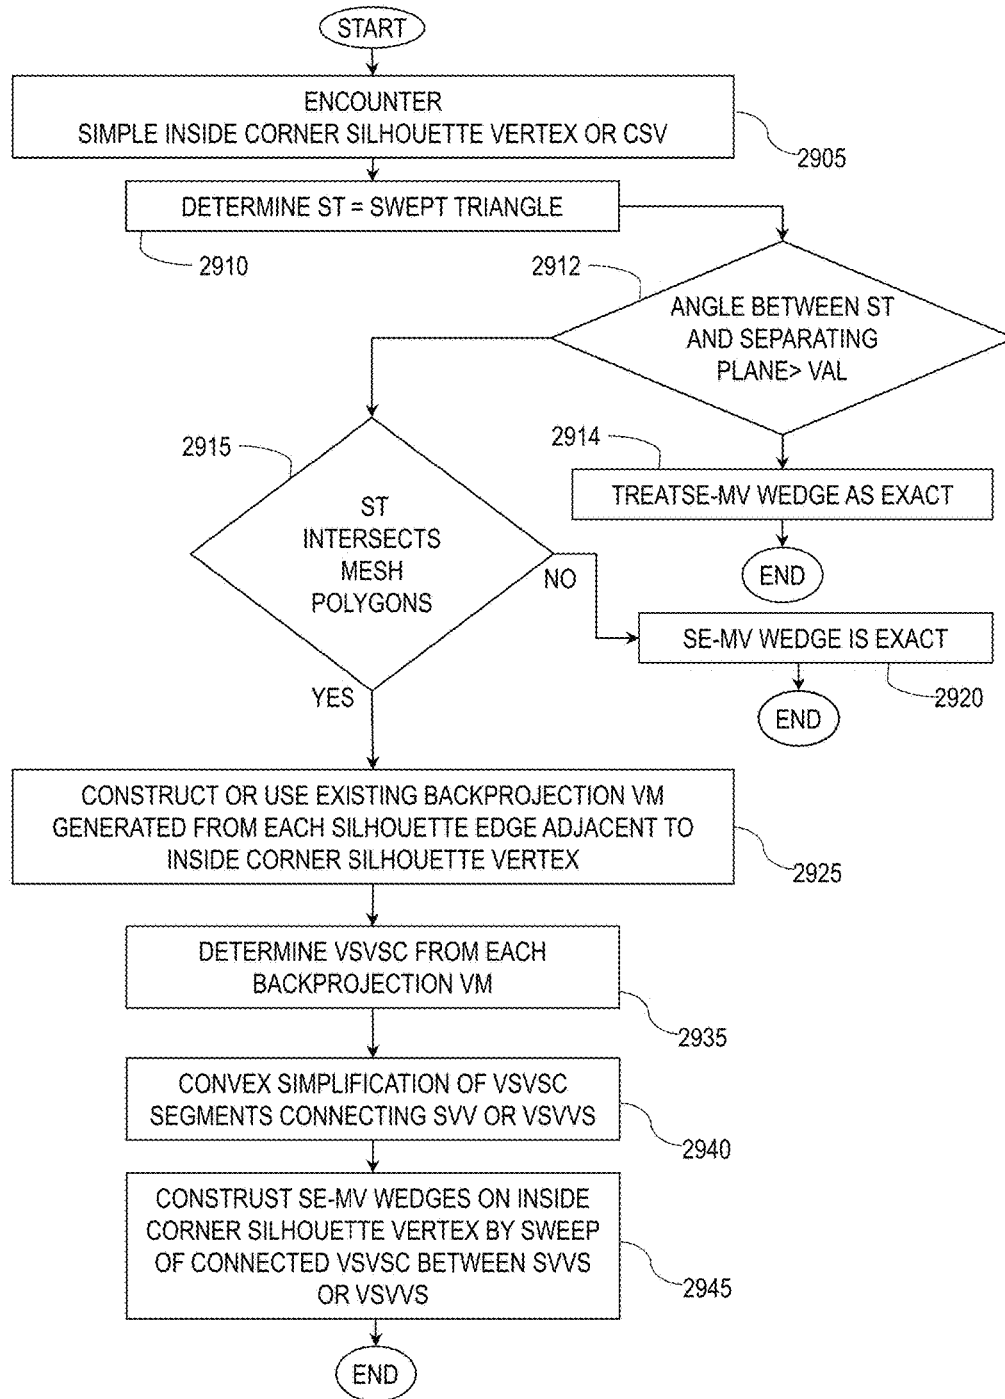 START
ENCOUNTER
SIMPLE INSIDE CORNER SILHOUETTE VERTEX OR CSV
2905
DETERMINE ST = SWEPT TRIANGLE
2910
2912
ANGLE BETWEEN ST
AND SEPARATING
PLANE> VAL
2914
TREATSE-MV WEDGE AS EXACT
END
2915
ST
INTERSECTS
MESH
POLYGONS
NO
SE-MV WEDGE IS EXACT
2920
END
YES
CONSTRUCT OR USE EXISTING BACKPROJECTION VM
GENERATED FROM EACH SILHOUETTE EDGE ADJACENT TO
INSIDE CORNER SILHOUETTE VERTEX
2925
DETERMINE VSVSC FROM EACH
BACKPROJECTION VM
2935
CONVEX SIMPLIFICATION OF VSVSC
SEGMENTS CONNECTING SVV OR VSVVS
2940
CONSTRUST SE-MV WEDGES ON INSIDE
CORNER SILHOUETTE VERTEX BY SWEEP
OF CONNECTED VSVSC BETWEEN SVVS
OR VSVVS
2945
END